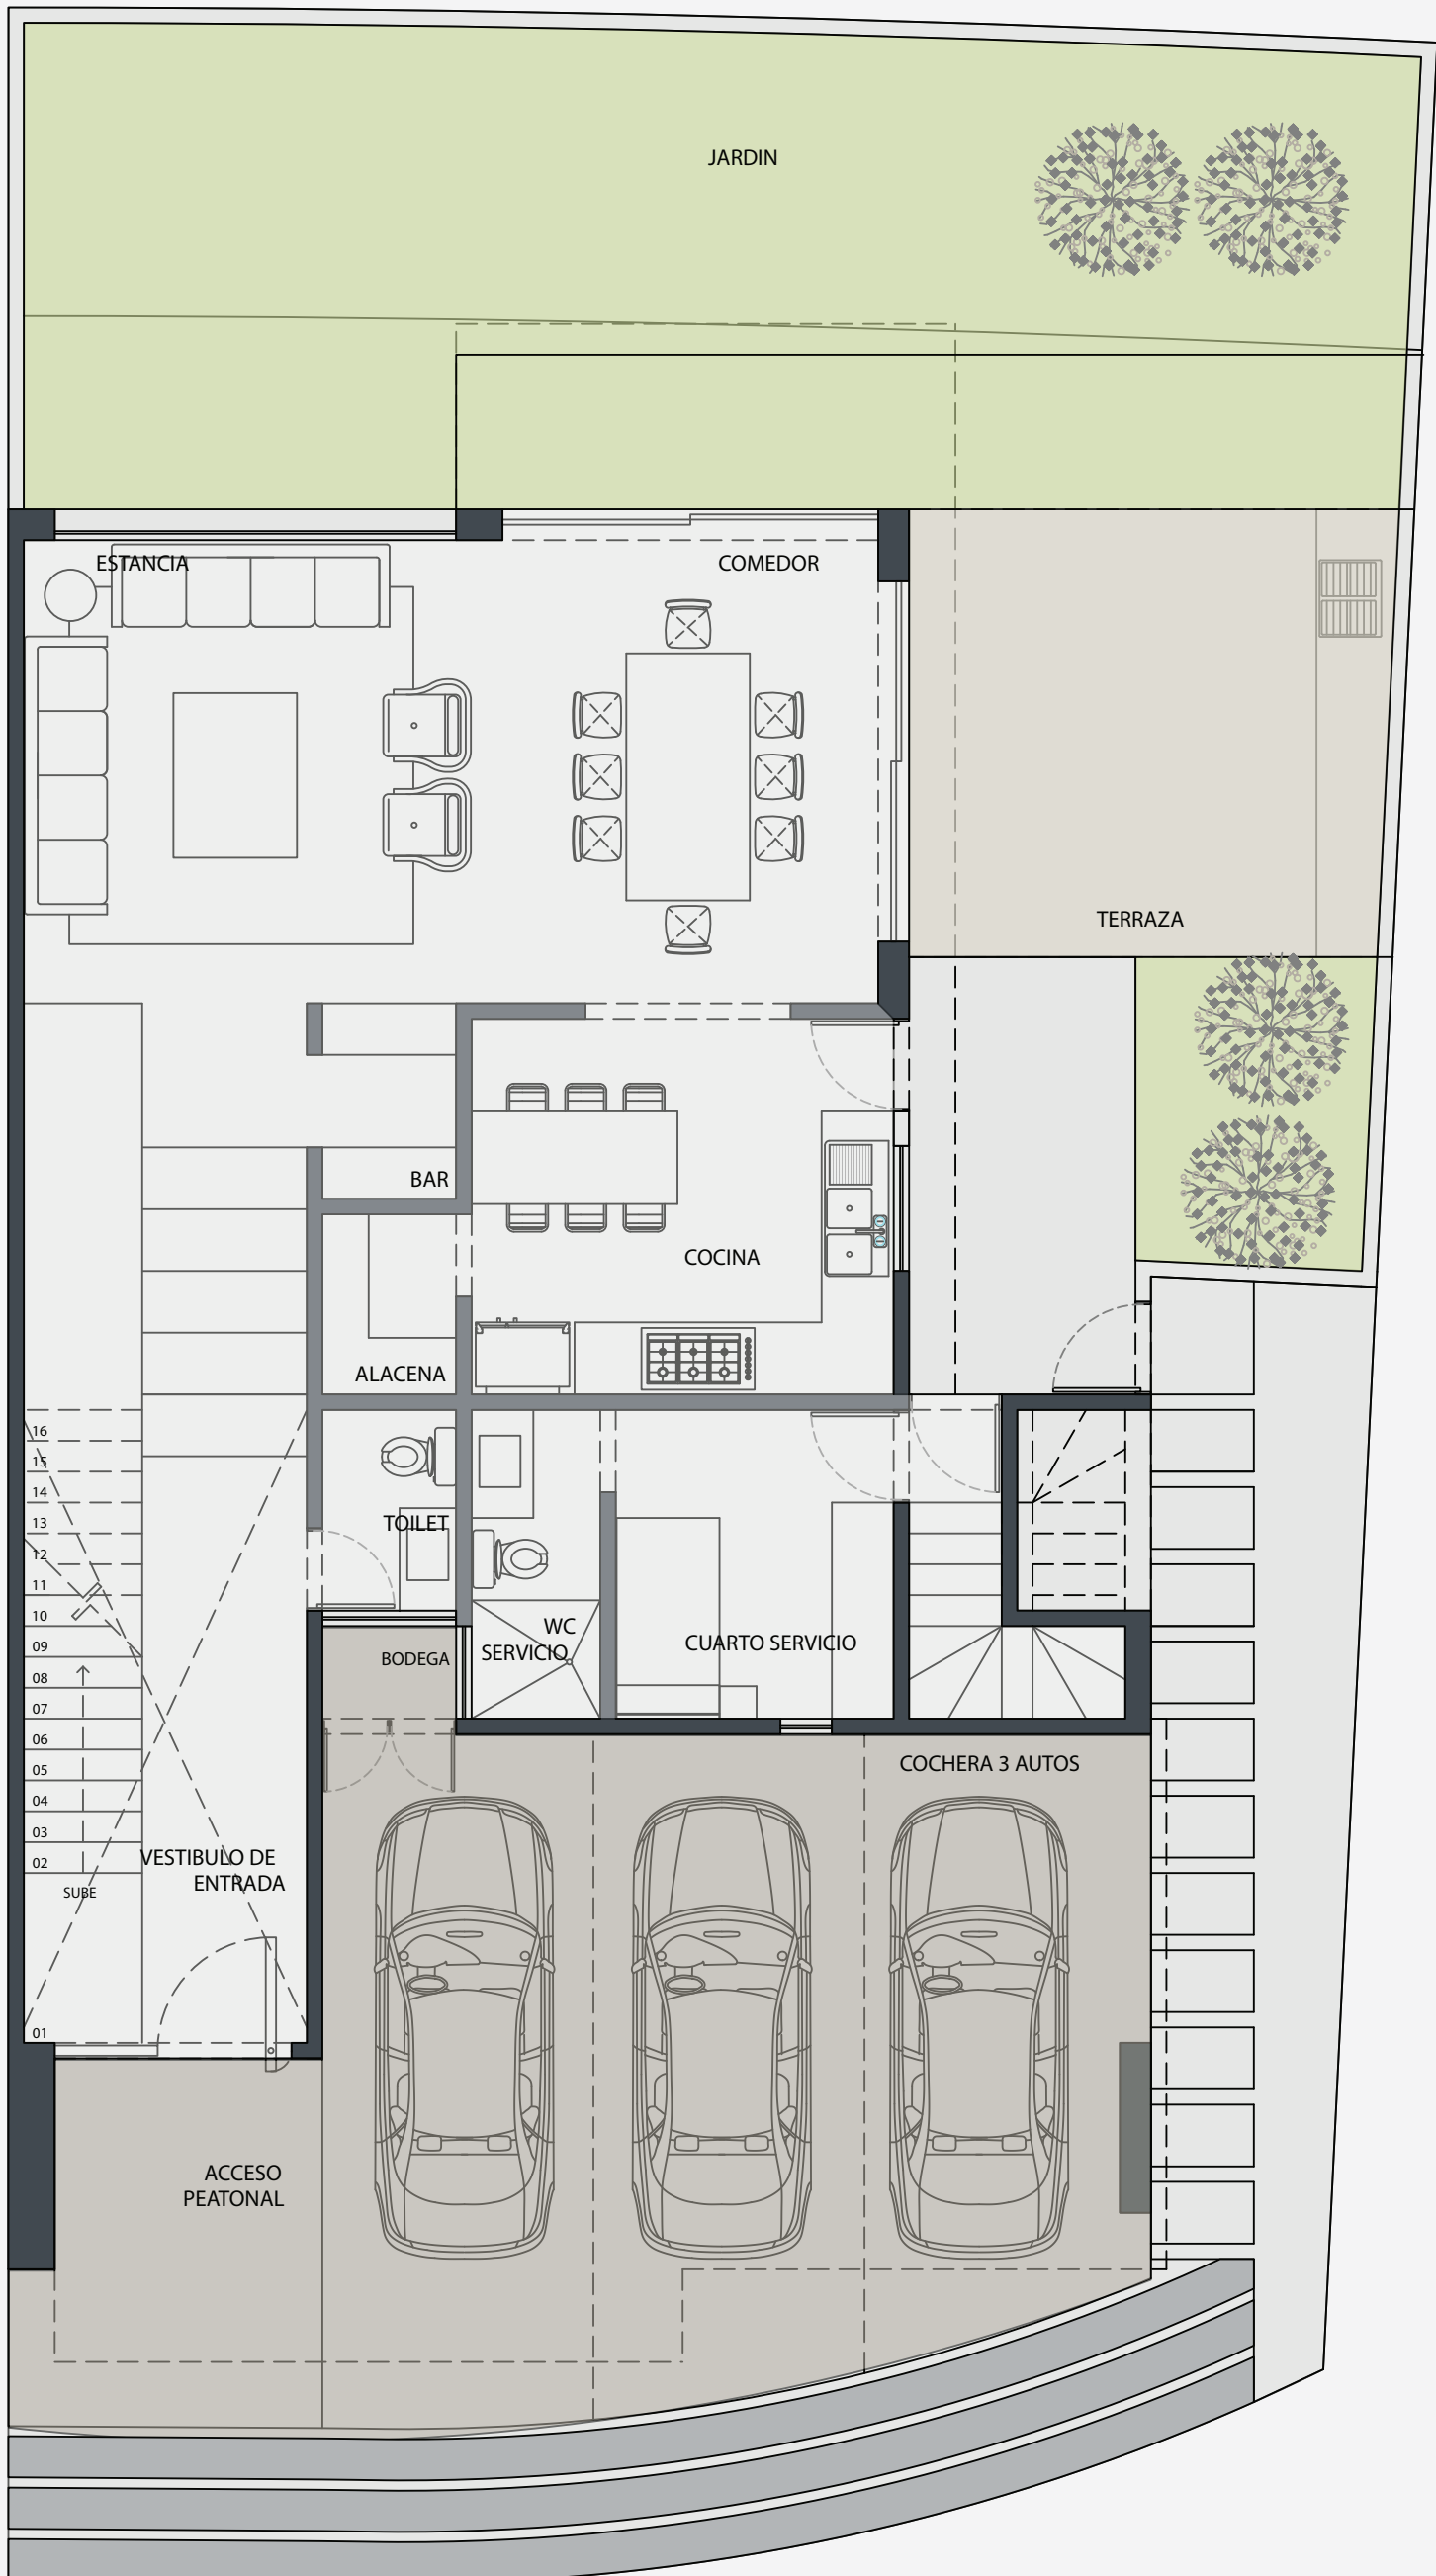 JARDIN
ESTANCIA
COMEDOR
TERRAZA
BAR
COCINA
ALACENA
16
15
14
13
12
11
10
09
08
07
06
05
04
03
02
SUBE
01
TOILET
WC
SERVICIO
CUARTO SERVICIO
BODEGA
COCHERA 3 AUTOS
VESTIBULO DE
ENTRADA
ACCESO
PEATONAL